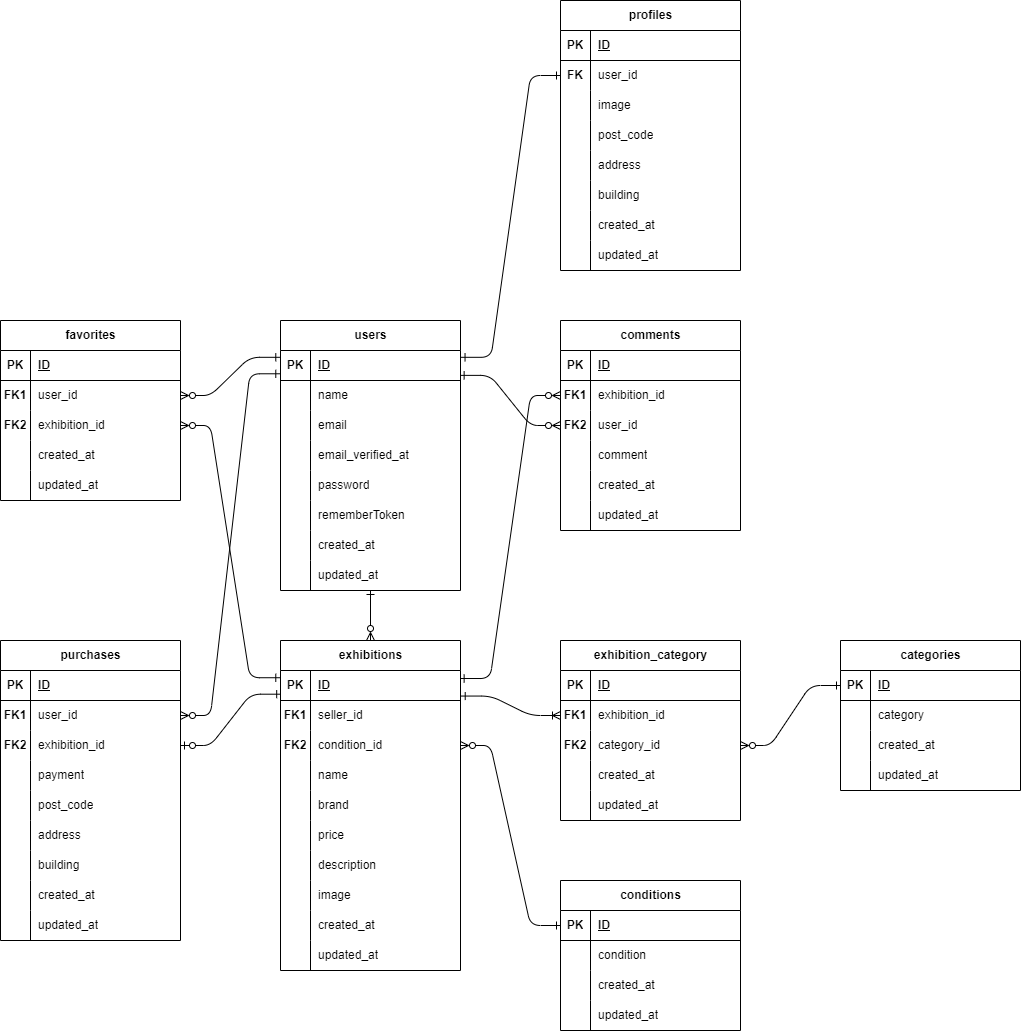 profiles
PK ID
FK user_id
image
post_code
address
building
created_at
updated_at
favorites
PK ID
FK1 user_id
FK2 exhibition_id
created_at
updated_at
users
PK ID
name
email
email_verified_at
password
rememberToken
created_at
updated_at
comments
PK ID
FK1 exhibition_id
FK2 user_id
comment
created_at
updated_at
purchases
PK ID
FK1 user_id
FK2 exhibition_id
payment
post_code
address
building
created_at
updated_at
exhibitions
PK ID
FK1 seller_id
FK2 condition_id
name
brand
price
description
image
created_at
updated_at
exhibition_category
PK ID
FK1 exhibition_id
FK2 category_id
created_at
updated_at
categories
PK ID
category
created_at
updated_at
conditions
PK ID
condition
created_at
updated_at